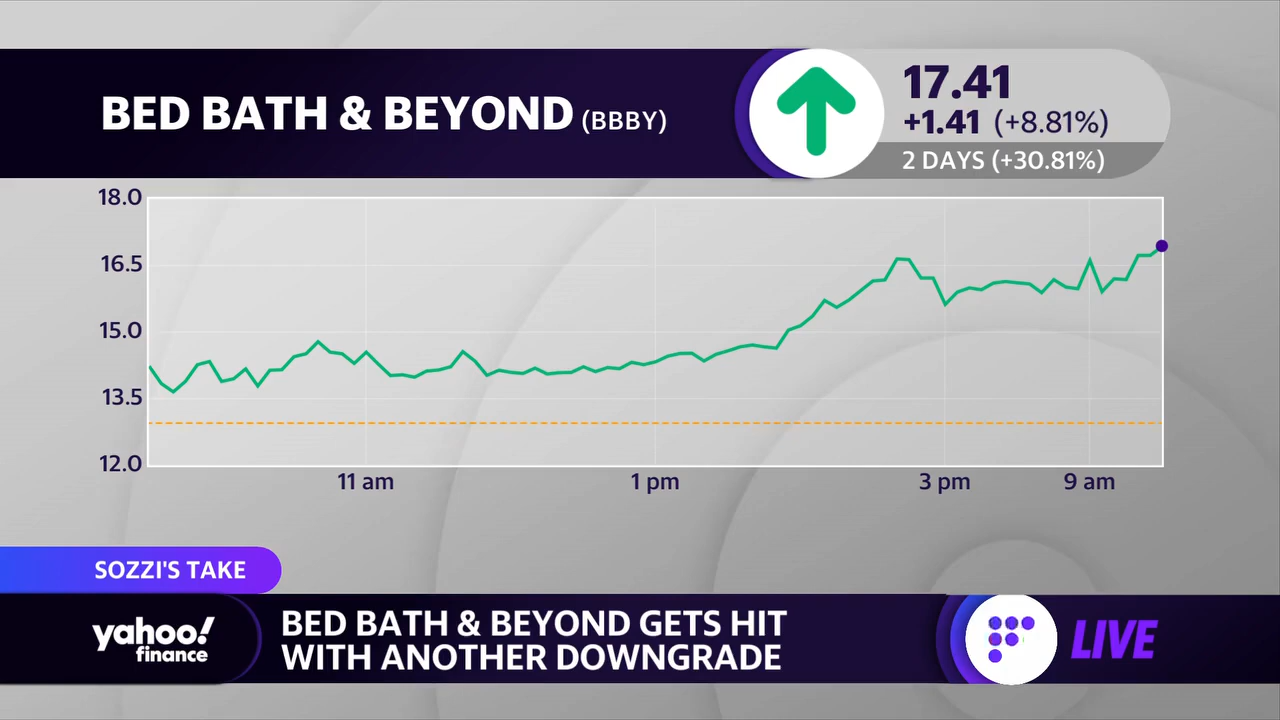 BED BATH & BEYOND (BBBY)
17.41
+1.41 (+8.81%)
2 DAYS (+30.81%)
18.0
16.5
15.0
13.5
12.0
11 am 1 pm 3 pm 9 am
SOZZI'S TAKE
yahoo!
finance
BED BATH & BEYOND GETS HIT
WITH ANOTHER DOWNGRADE
LIVE